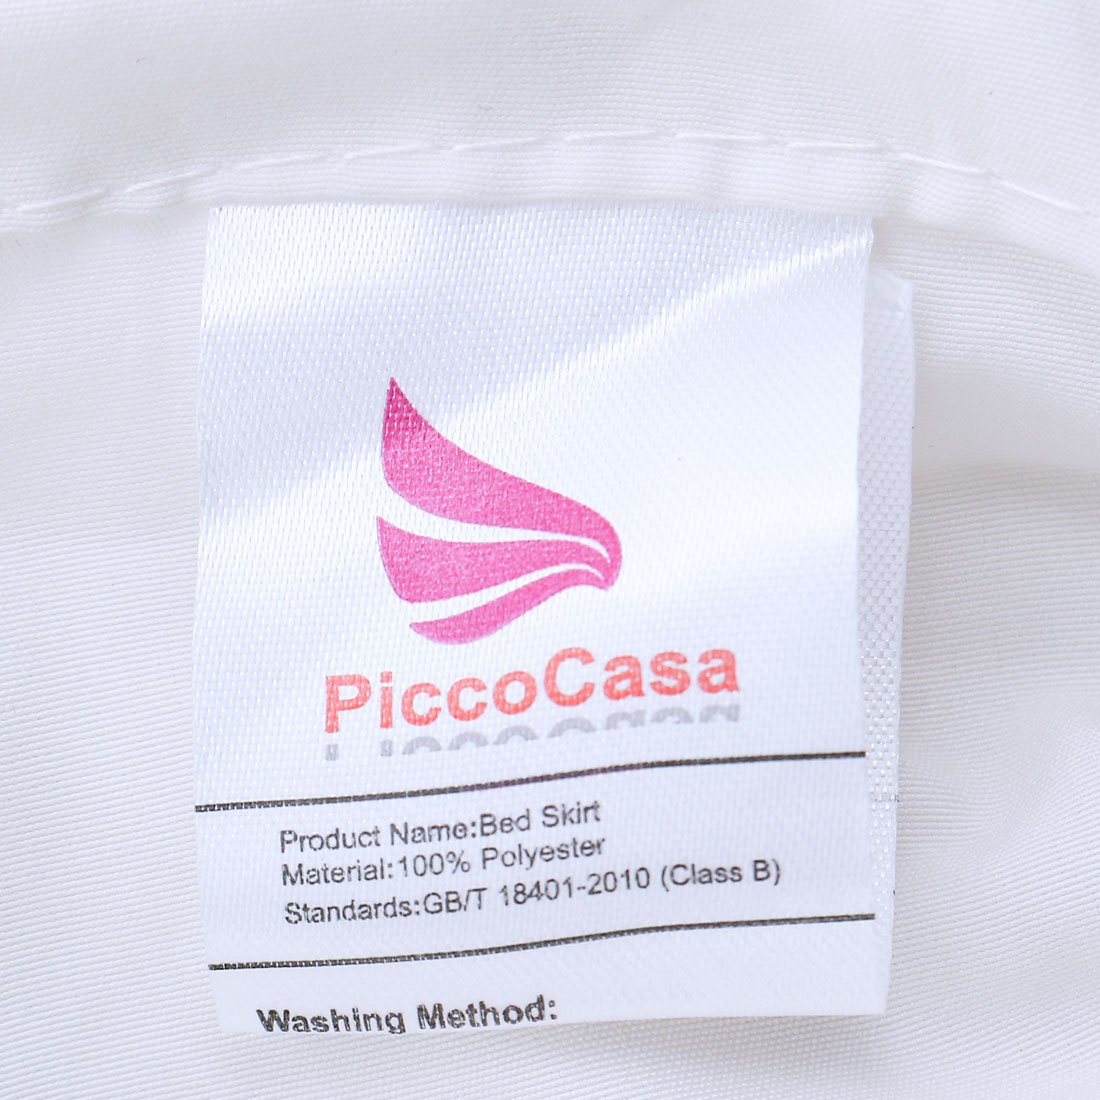 PiccoCasa
Product Name:Bed Skirt
Material:100% Polyester
Standards:GB/T 18401-2010 (Class B)
Washing Method: